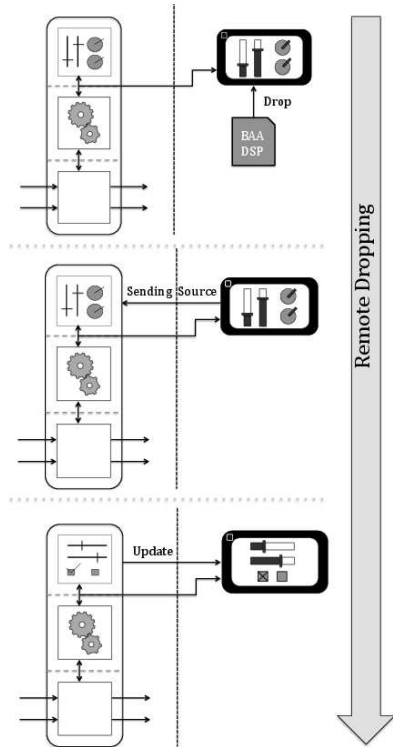 Drop
BAA
DSP
Sending Source
Update
Remote Dropping